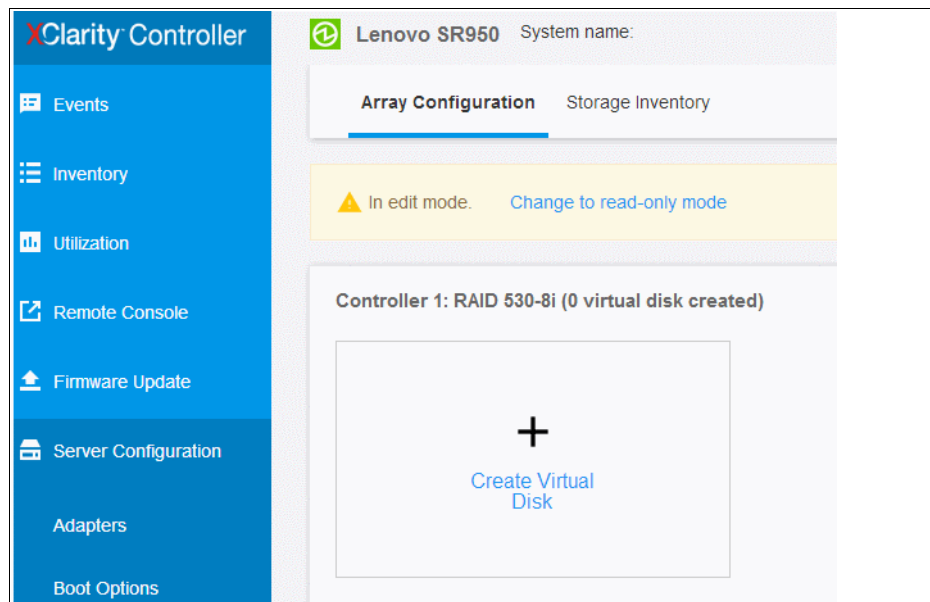 XClarity Controller
Lenovo SR950 System name:
Events
Inventory
Utilization
Remote Console
Firmware Update
Server Configuration
Adapters
Boot Options
Array Configuration Storage Inventory
In edit mode. Change to read-only mode
Controller 1: RAID 530-8i (0 virtual disk created)
+
Create Virtual
Disk